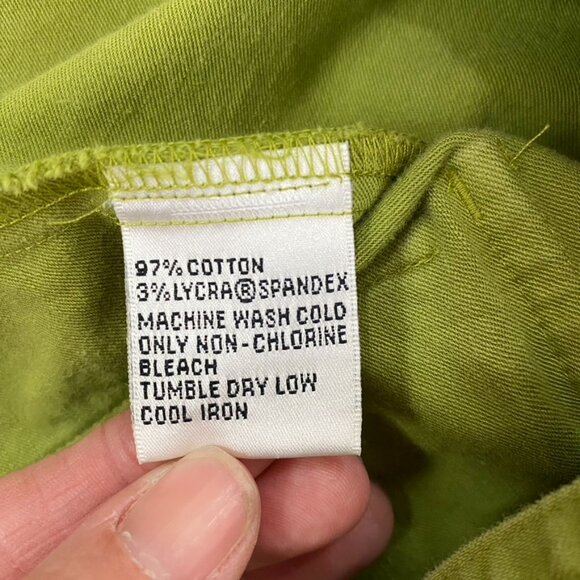 97% COTTON
3% LYCRA® SPANDEX
MACHINE WASH COLD
ONLY NON-CHLORINE
BLEACH
TUMBLE DRY LOW
COOL IRON